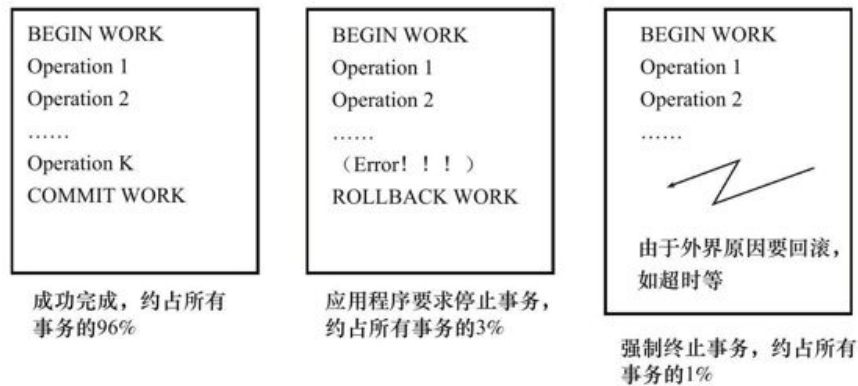 BEGIN WORK
Operation 1
Operation 2
……
Operation K
COMMIT WORK
成功完成，约占所有
事务的96%
BEGIN WORK
Operation 1
Operation 2
……
（Error！！！）
ROLLBACK WORK
应用程序要求停止事务，
约占所有事务的3%
BEGIN WORK
Operation 1
Operation 2
……
由于外界原因要回滚，
如超时等
强制终止事务，约占所有
事务的1%